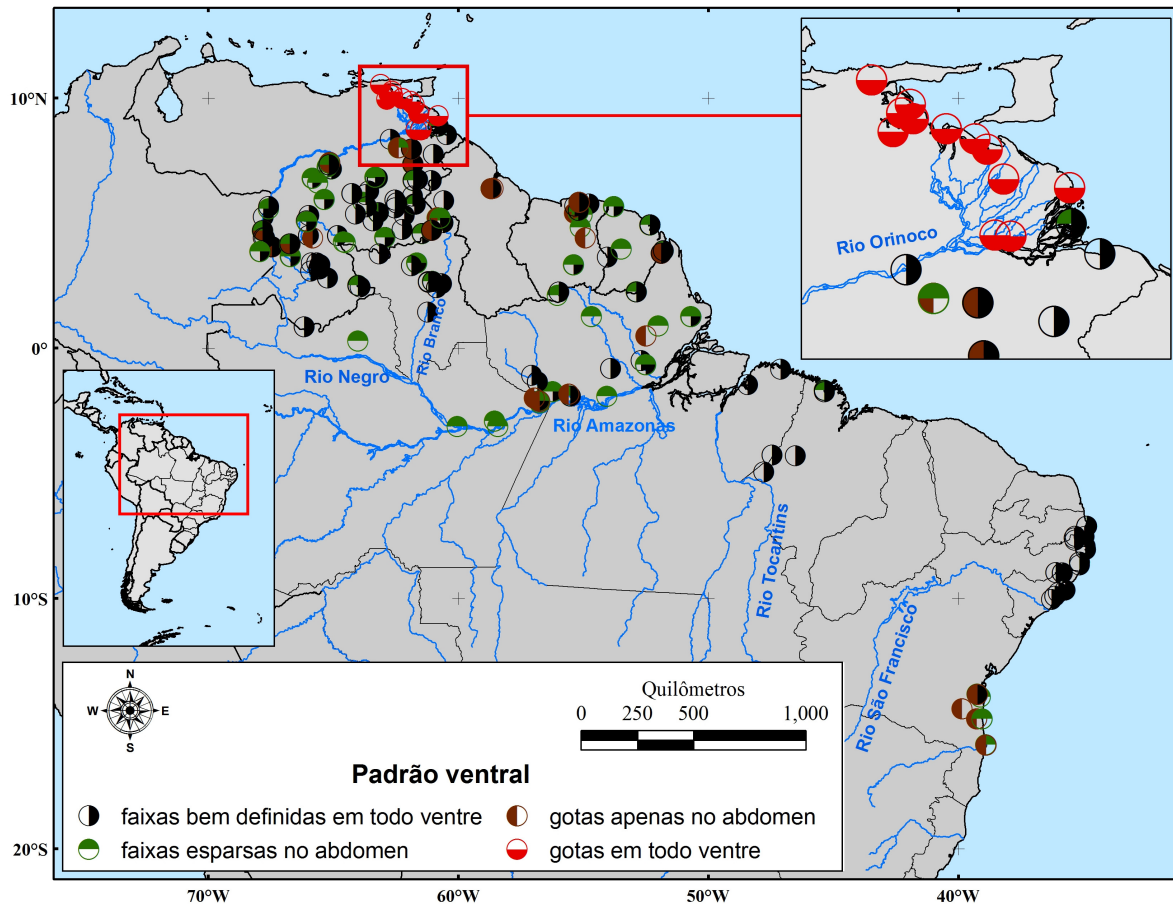 10°N
0°
10°S
20°S
70°W
60°W
50°W
40°W
Rio Orinoco
Rio Branco
Rio Negro
Rio Amazonas
Rio Tocantins
Rio São Francisco
N
W E
S
Quilômetros
0 250 500 1,000
Padrão ventral
faixas bem definidas em todo ventre
gotas apenas no abdomen
faixas esparsas no abdomen
gotas em todo ventre